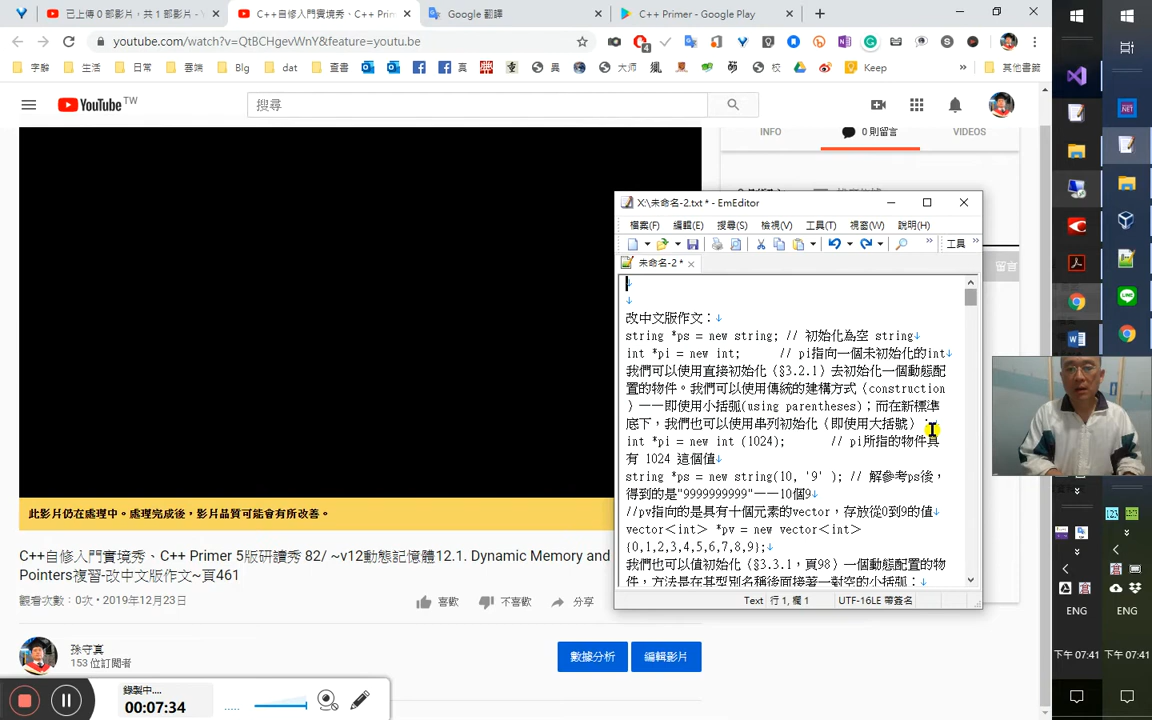 已上傳 0 部影片，共 1 部影片 -
C++自修入門實境秀、C++ Prim
Google 翻譯
C++ Primer - Google Play
youtube.com/watch?v=QtBCHgevWnY&feature=youtu.be
字辭
生活
日常
雲端
Blg
dat
查書
真
異
大师
校
Keep
其他書籤
YouTube TW
搜尋
INFO
0 則留言
VIDEOS
X:\未命名-2.txt * - EmEditor
檔案(F) 編輯(E) 搜尋(S) 檢視(V) 工具(T) 視窗(W) 說明(H)
工具
未命名-2 *
改中文版作文：
string *ps = new string; // 初始化為空 string
int *pi = new int; // pi指向一個未初始化的int
我們可以使用直接初始化（§3.2.1）去初始化一個動態配
置的物件。我們可以使用傳統的建構方式（construction
）——即使用小括弧(using parentheses)；而在新標準
底下，我們也可以使用串列初始化（即使用大括號）：
int *pi = new int (1024); // pi所指的物件具
有 1024 這個值
string *ps = new string(10, '9' ); // 解參考ps後，
得到的是"9999999999"——10個9
//pv指向的是具有十個元素的vector，存放從0到9的值
vector＜int＞ *pv = new vector＜int＞
{0,1,2,3,4,5,6,7,8,9};
我們也可以值初始化（§3.3.1，頁98）一個動態配置的物
件，方法是在其型別名稱後面接著一對空的小括弧：
Text 行 1, 欄 1 UTF-16LE 帶簽名
此影片仍在處理中。處理完成後，影片品質可能會有所改善。
C++自修入門實境秀、C++ Primer 5版研讀秀 82/ ~v12動態記憶體12.1. Dynamic Memory and
Pointers複習-改中文版作文~頁461
觀看次數：0次・2019年12月23日
喜歡
不喜歡
分享
孫守真
153 位訂閱者
數據分析
編輯影片
錄製中....
00:07:34
ENG
ENG
下午 07:41
下午 07:41